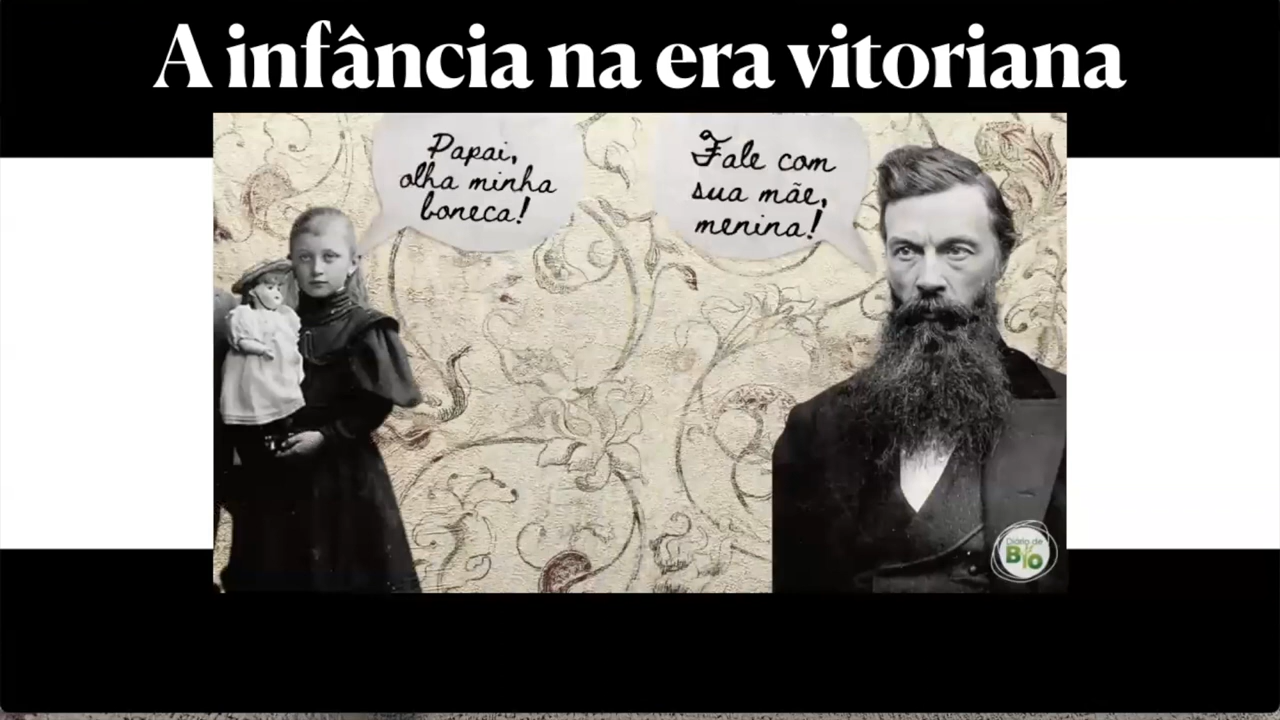 A infância na era vitoriana
Papai,
olha minha
boneca!
Fale com
sua mãe,
menina!
Diário de
BIO